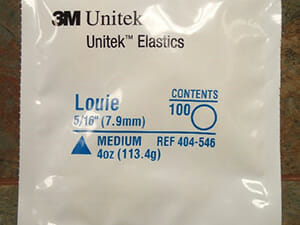 3M Unitek
Unitek™ Elastics
Louie
5/16" (7.9mm)
CONTENTS
100
MEDIUM REF 404-546
4oz (113.4g)